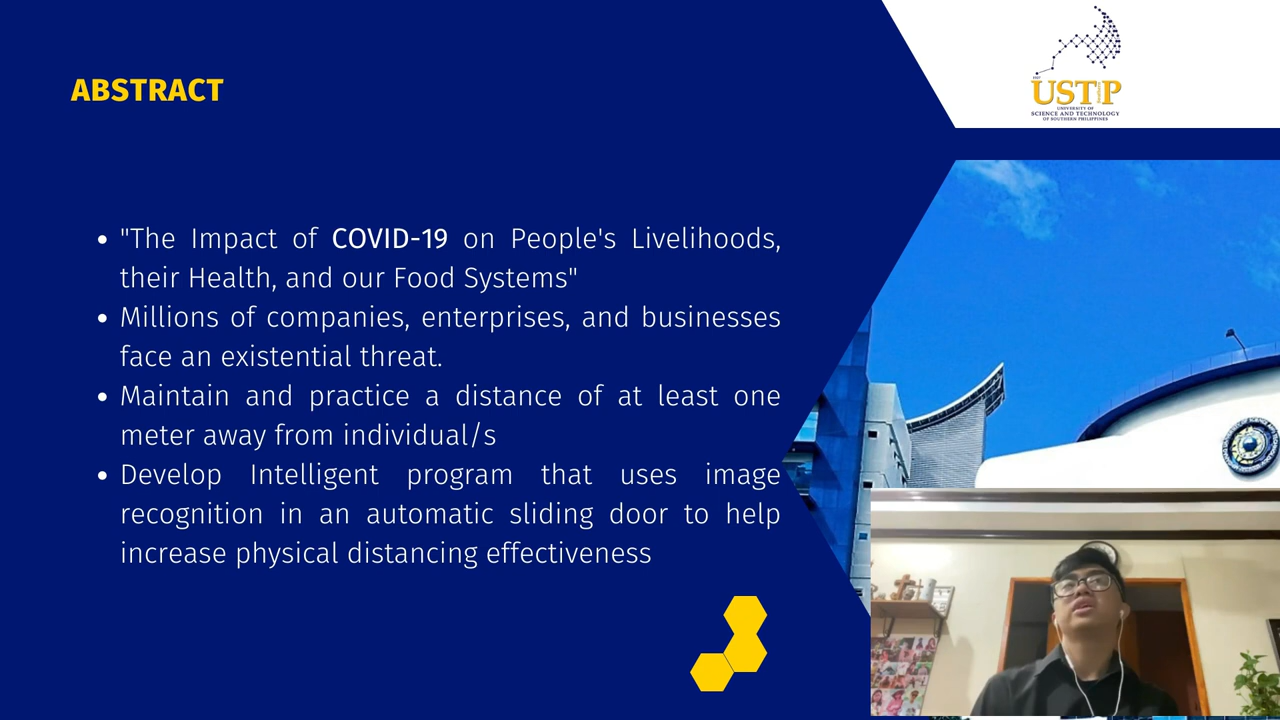 ABSTRACT
USTP
UNIVERSITY OF
SCIENCE AND TECHNOLOGY
OF SOUTHERN PHILIPPINES
• "The Impact of COVID-19 on People's Livelihoods,
their Health, and our Food Systems"
• Millions of companies, enterprises, and businesses
face an existential threat.
• Maintain and practice a distance of at least one
meter away from individual/s
• Develop Intelligent program that uses image
recognition in an automatic sliding door to help
increase physical distancing effectiveness